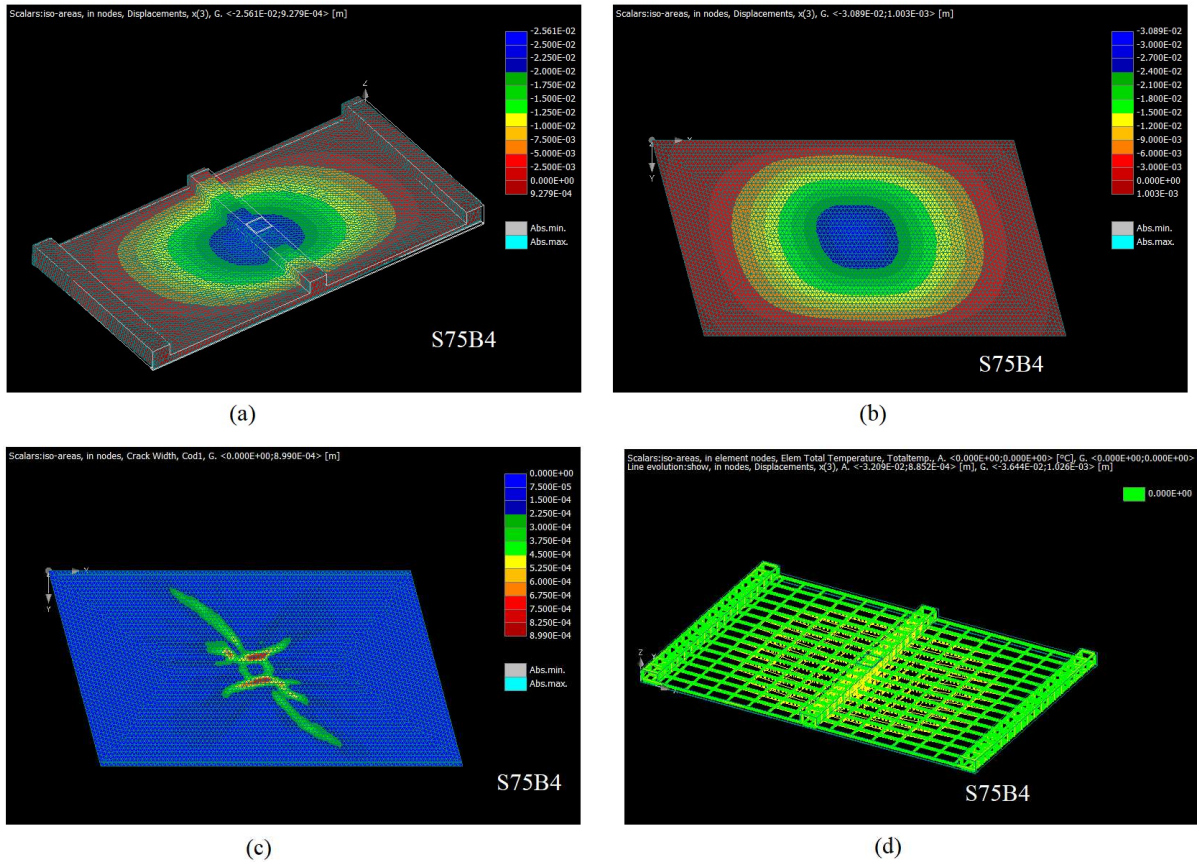 Scalars:iso-areas, in nodes, Displacements, x(3), G. <-2.561E-02;9.279E-04> [m]
-2.561E-02
-2.500E-02
-2.250E-02
-2.000E-02
-1.750E-02
-1.500E-02
-1.250E-02
-1.000E-02
-7.500E-03
-5.000E-03
-2.500E-03
0.000E+00
9.279E-04
Abs.min.
Abs.max.
Z
S75B4
(a)
Scalars:iso-areas, in nodes, Displacements, x(3), G. <-3.089E-02;1.003E-03> [m]
-3.089E-02
-3.000E-02
-2.700E-02
-2.400E-02
-2.100E-02
-1.800E-02
-1.500E-02
-1.200E-02
-9.000E-03
-6.000E-03
-3.000E-03
0.000E+00
1.003E-03
Abs.min.
Abs.max.
Y
S75B4
(b)
Scalars:iso-areas, in nodes, Crack Width, Cod1, G. <0.000E+00;8.990E-04> [m]
0.000E+00
7.500E-05
1.500E-04
2.250E-04
3.000E-04
3.750E-04
4.500E-04
5.250E-04
6.000E-04
6.750E-04
7.500E-04
8.250E-04
8.990E-04
Abs.min.
Abs.max.
Y
S75B4
(c)
Scalars:iso-areas, in element nodes, Elem Total Temperature, Totaltemp., A. <0.000E+00;0.000E+00> [ºC], G. <0.000E+00;0.000E+00>
Line evolution:show, in nodes, Displacements, x(3), A. <-3.209E-02;8.852E-04> [m], G. <-3.644E-02;1.026E-03> [m]
0.000E+00
Z
S75B4
(d)